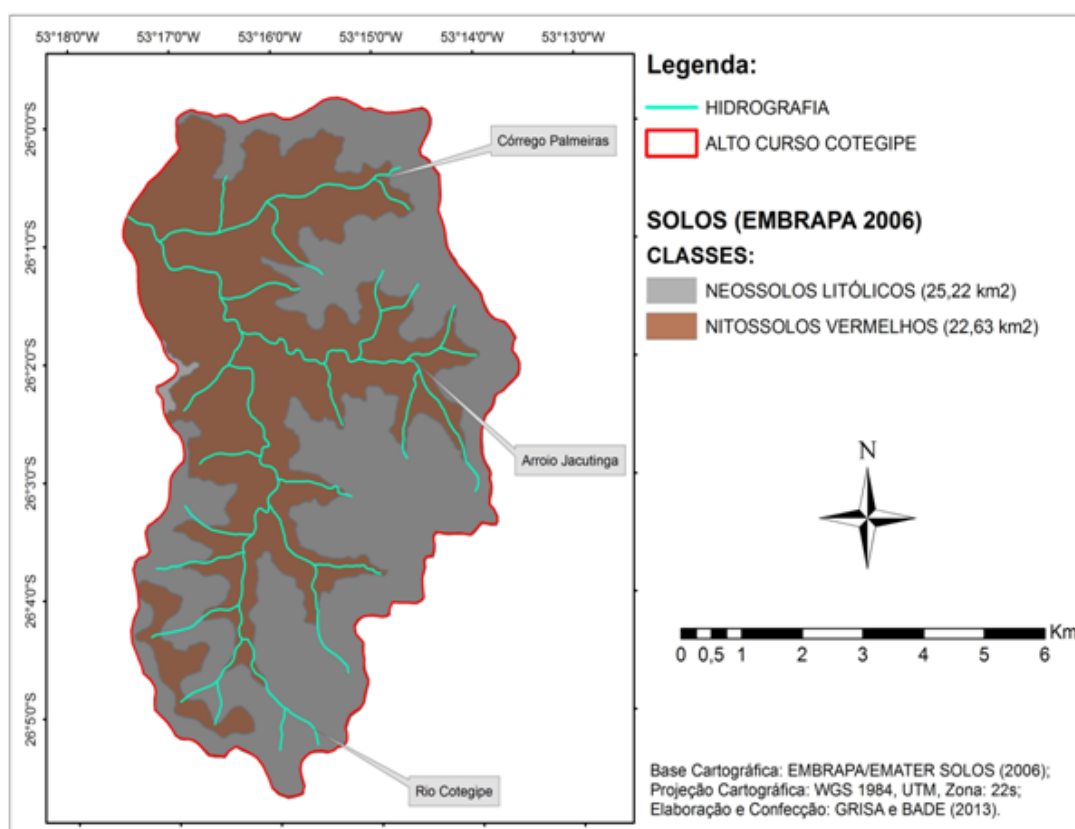 53°18'0"W 53°17'0"W 53°16'0"W 53°15'0"W 53°14'0"W 53°13'0"W
26°0'0"S
26°1'0"S
26°2'0"S
26°3'0"S
26°4'0"S
26°5'0"S
Córrego Palmeiras
Arroio Jacutinga
Rio Cotegipe
Legenda:
HIDROGRAFIA
ALTO CURSO COTEGIPE
SOLOS (EMBRAPA 2006)
CLASSES:
NEOSSOLOS LITÓLICOS (25,22 km2)
NITOSSOLOS VERMELHOS (22,63 km2)
N
Km
0 0,5 1 2 3 4 5 6
Base Cartográfica: EMBRAPA/EMATER SOLOS (2006);
Projeção Cartográfica: WGS 1984, UTM, Zona: 22s;
Elaboração e Confecção: GRISA e BADE (2013).